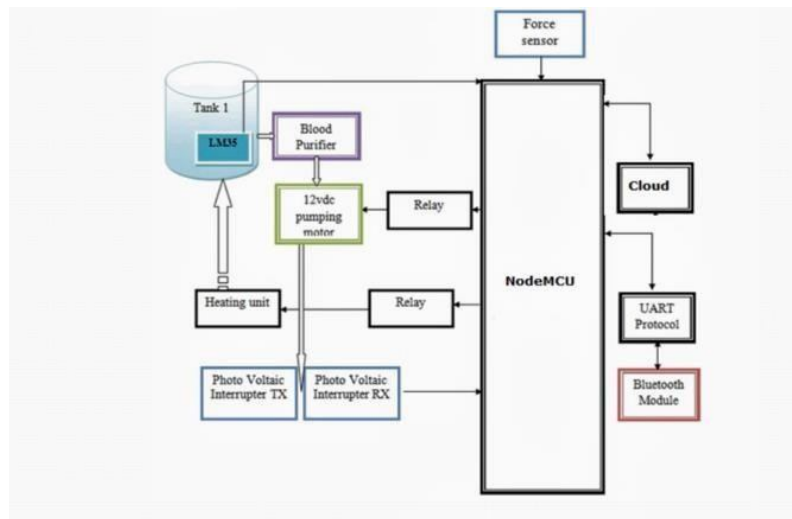 Force
sensor
Tank 1
LM35
Blood
Purifier
12vdc
pumping
motor
Relay
Cloud
NodeMCU
Heating unit
Relay
UART
Protocol
Photo Voltaic
Interrupter TX
Photo Voltaic
Interrupter RX
Bluetooth
Module